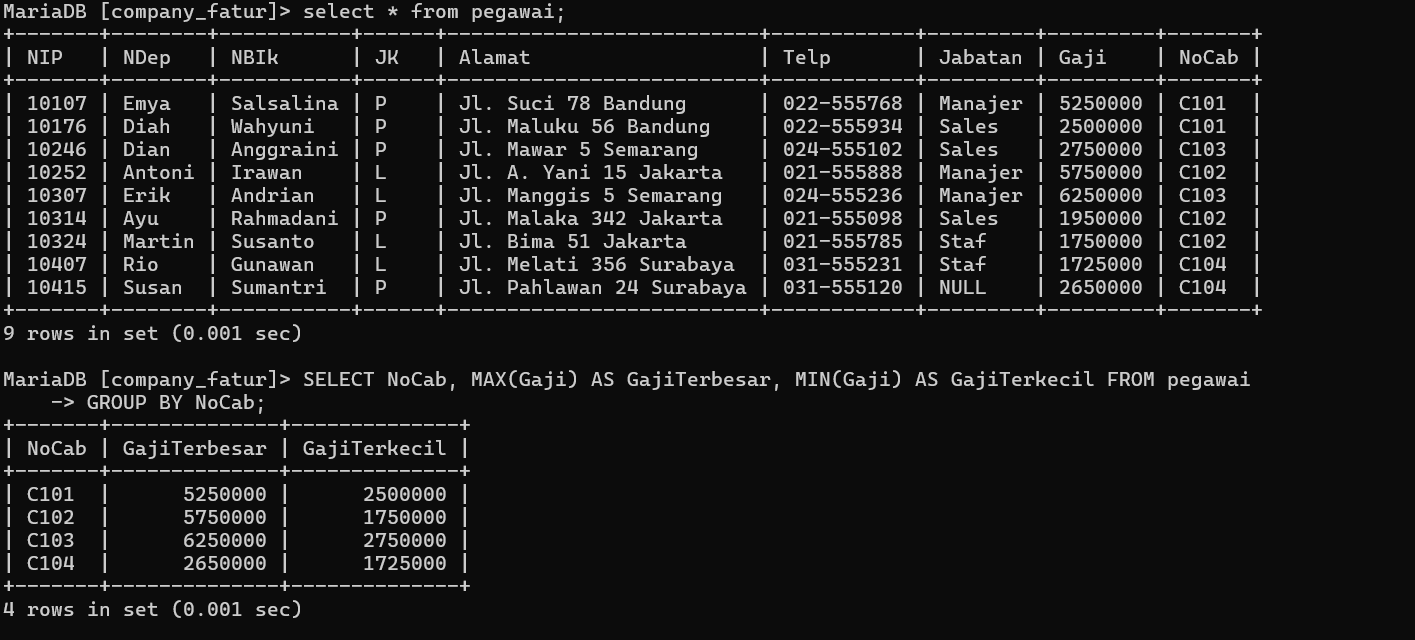 MariaDB [company_fatur]> select * from pegawai;
+-------+--------+-----------+------+--------------------------+------------+---------+---------+-------+
| NIP   | NDep   | NBIk      | JK   | Alamat                   | Telp       | Jabatan | Gaji    | NoCab |
+-------+--------+-----------+------+--------------------------+------------+---------+---------+-------+
| 10107 | Emya   | Salsalina | P    | Jl. Suci 78 Bandung      | 022-555768 | Manajer | 5250000 | C101  |
| 10176 | Diah   | Wahyuni   | P    | Jl. Maluku 56 Bandung    | 022-555934 | Sales   | 2500000 | C101  |
| 10246 | Dian   | Anggraini | P    | Jl. Mawar 5 Semarang     | 024-555102 | Sales   | 2750000 | C103  |
| 10252 | Antoni | Irawan    | L    | Jl. A. Yani 15 Jakarta   | 021-555888 | Manajer | 5750000 | C102  |
| 10307 | Erik   | Andrian   | L    | Jl. Manggis 5 Semarang   | 024-555236 | Manajer | 6250000 | C103  |
| 10314 | Ayu    | Rahmadani | P    | Jl. Malaka 342 Jakarta   | 021-555098 | Sales   | 1950000 | C102  |
| 10324 | Martin | Susanto   | L    | Jl. Bima 51 Jakarta      | 021-555785 | Staf    | 1750000 | C102  |
| 10407 | Rio    | Gunawan   | L    | Jl. Melati 356 Surabaya  | 031-555231 | Staf    | 1725000 | C104  |
| 10415 | Susan  | Sumantri  | P    | Jl. Pahlawan 24 Surabaya | 031-555120 | NULL    | 2650000 | C104  |
+-------+--------+-----------+------+--------------------------+------------+---------+---------+-------+
9 rows in set (0.001 sec)

MariaDB [company_fatur]> SELECT NoCab, MAX(Gaji) AS GajiTerbesar, MIN(Gaji) AS GajiTerkecil FROM pegawai
    -> GROUP BY NoCab;
+-------+--------------+--------------+
| NoCab | GajiTerbesar | GajiTerkecil |
+-------+--------------+--------------+
| C101  |      5250000 |      2500000 |
| C102  |      5750000 |      1750000 |
| C103  |      6250000 |      2750000 |
| C104  |      2650000 |      1725000 |
+-------+--------------+--------------+
4 rows in set (0.001 sec)